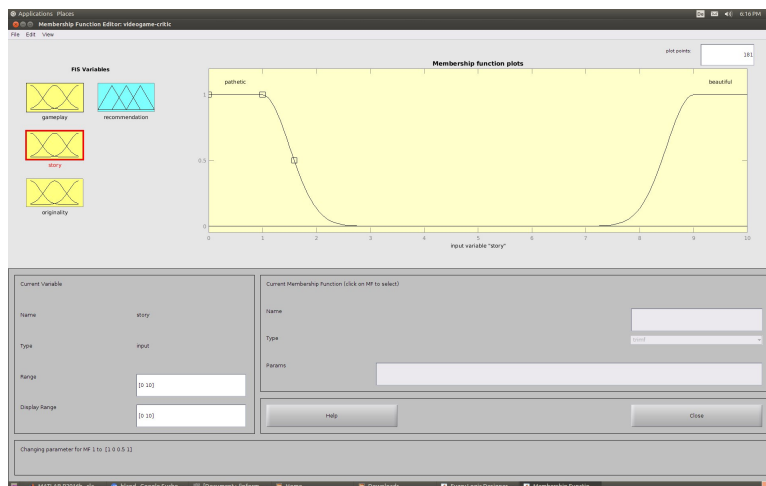 Applications Places
De 6:16 PM
Membership Function Editor: videogame-critic
File Edit View
plot points: 181
FIS Variables
Membership function plots
gameplay
recommendation
story
originality
pathetic
beautiful
1
0.5
0
0 1 2 3 4 5 6 7 8 9 10
input variable "story"
Current Variable
Name story
Type input
Range [0 10]
Display Range [0 10]
Current Membership Function (click on MF to select)
Name
Type
Params
Help
Close
Changing parameter for MF 1 to [1 0 0.5 1]